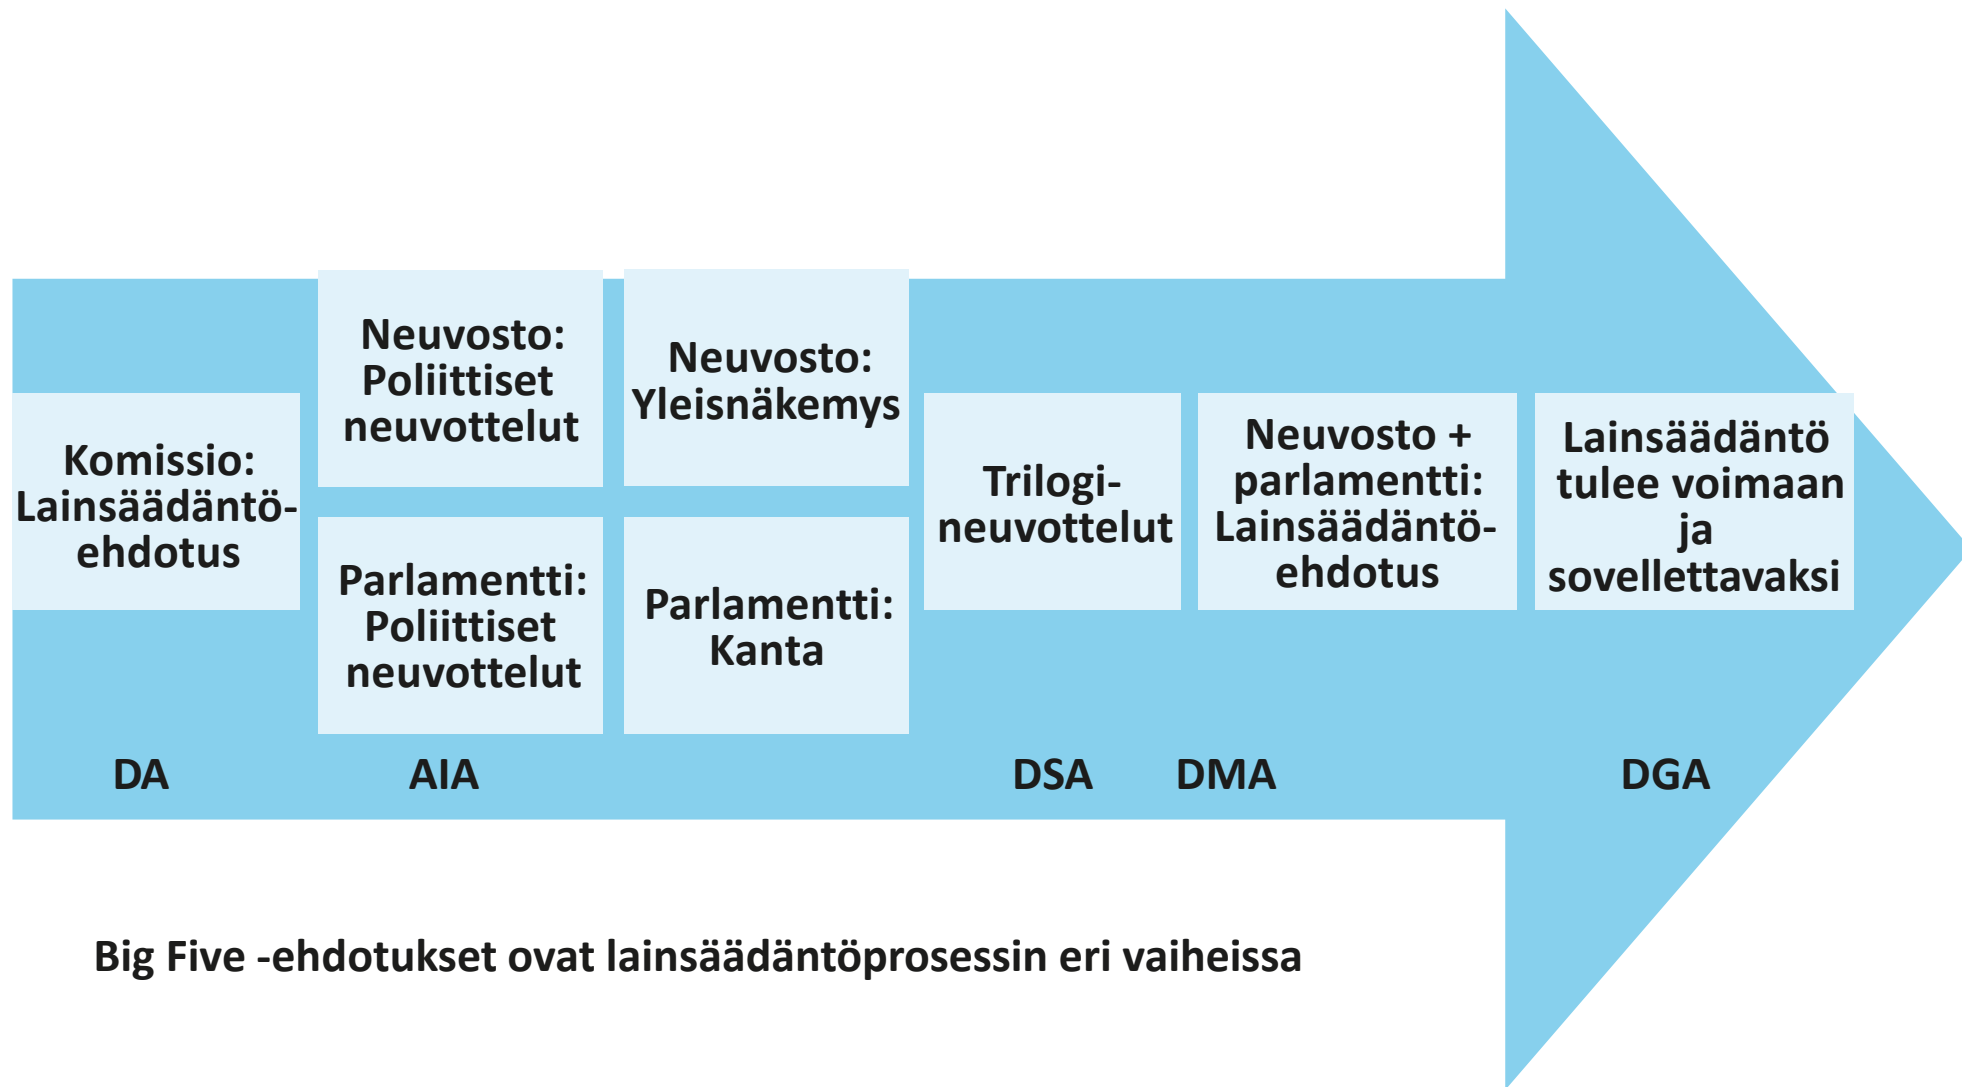 Komissio:
Lainsäädäntö-
ehdotus
Neuvosto:
Poliittiset
neuvottelut
Parlamentti:
Poliittiset
neuvottelut
Neuvosto:
Yleisnäkemys
Parlamentti:
Kanta
Trilogi-
neuvottelut
Neuvosto +
parlamentti:
Lainsäädäntö-
ehdotus
Lainsäädäntö
tulee voimaan
ja
sovellettavaksi
DA
AIA
DSA
DMA
DGA
Big Five -ehdotukset ovat lainsäädäntöprosessin eri vaiheissa